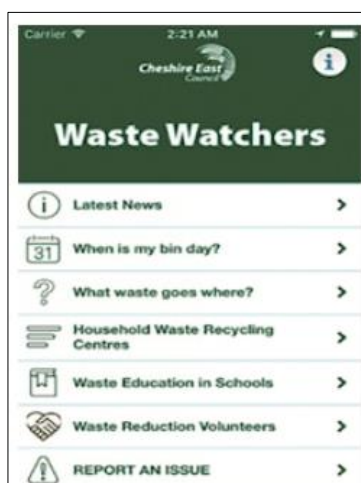 Carrier 2:21 AM
Cheshire East
Council
i
Waste Watchers
i Latest News
31 When is my bin day?
? What waste goes where?
Household Waste Recycling
Centres
Waste Education in Schools
Waste Reduction Volunteers
! REPORT AN ISSUE